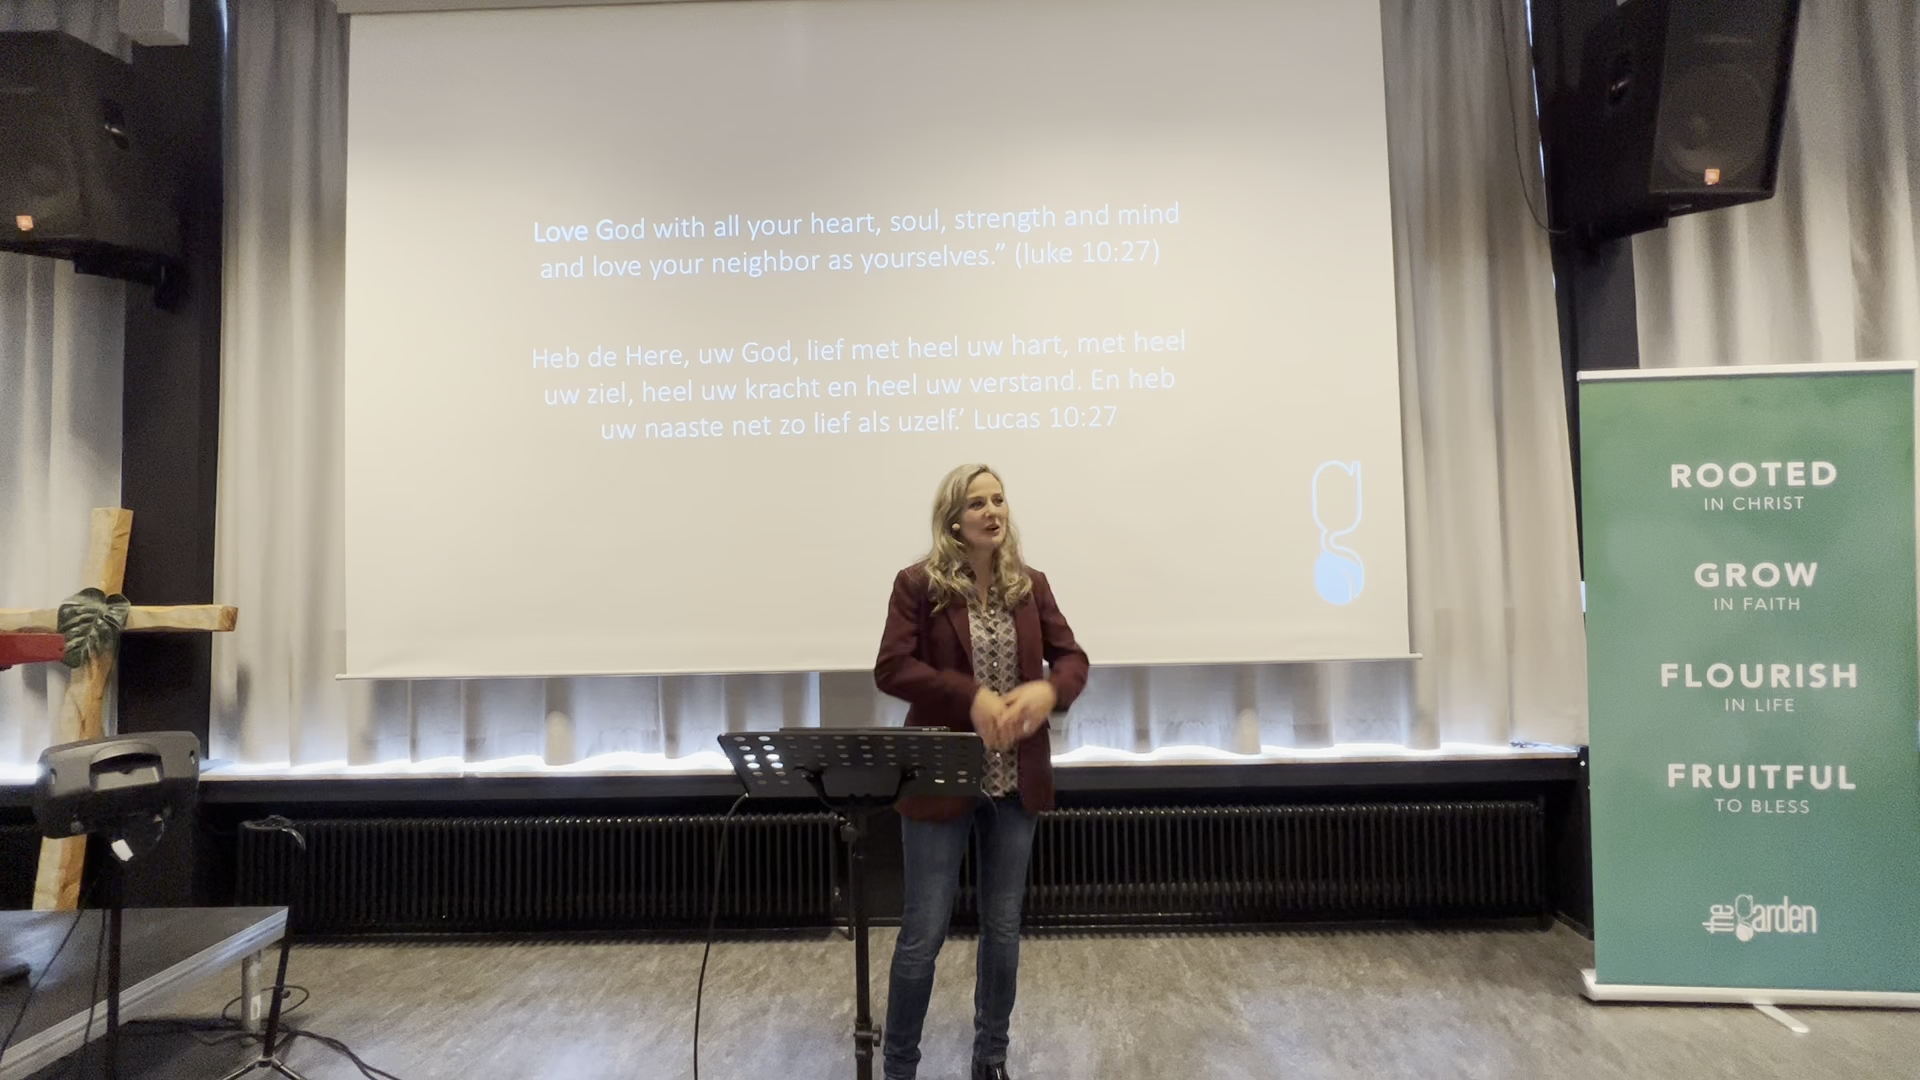 Love God with all your heart, soul, strength and mind
and love your neighbor as yourselves.” (luke 10:27)
Heb de Here, uw God, lief met heel uw hart, met heel
uw ziel, heel uw kracht en heel uw verstand. En heb
uw naaste net zo lief als uzelf.’ Lucas 10:27
ROOTED
IN CHRIST
GROW
IN FAITH
FLOURISH
IN LIFE
FRUITFUL
TO BLESS
the garden